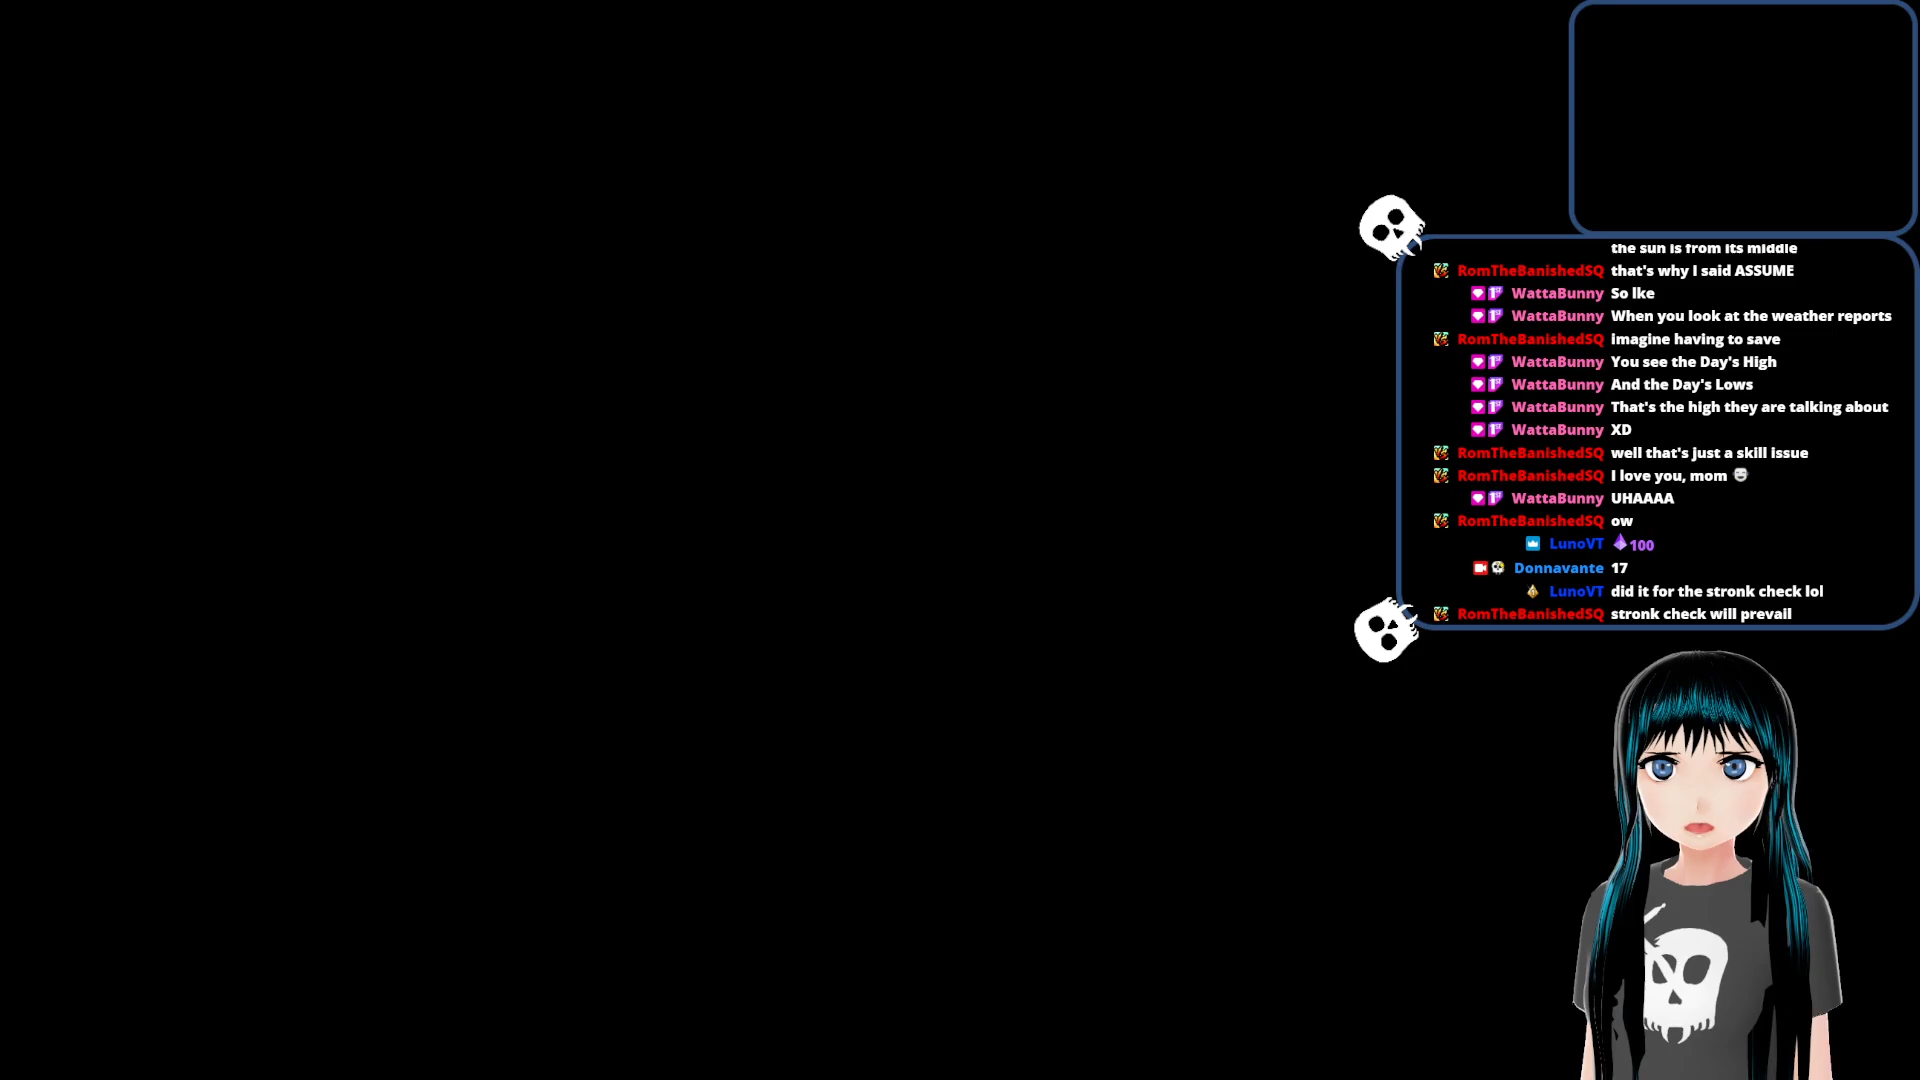 the sun is from its middle
RomTheBanishedSQ that's why I said ASSUME
WattaBunny So lke
WattaBunny When you look at the weather reports
RomTheBanishedSQ imagine having to save
WattaBunny You see the Day's High
WattaBunny And the Day's Lows
WattaBunny That's the high they are talking about
WattaBunny XD
RomTheBanishedSQ well that's just a skill issue
RomTheBanishedSQ I love you, mom
WattaBunny UHAAAA
RomTheBanishedSQ ow
LunoVT 100
Donnavante 17
LunoVT did it for the stronk check lol
RomTheBanishedSQ stronk check will prevail